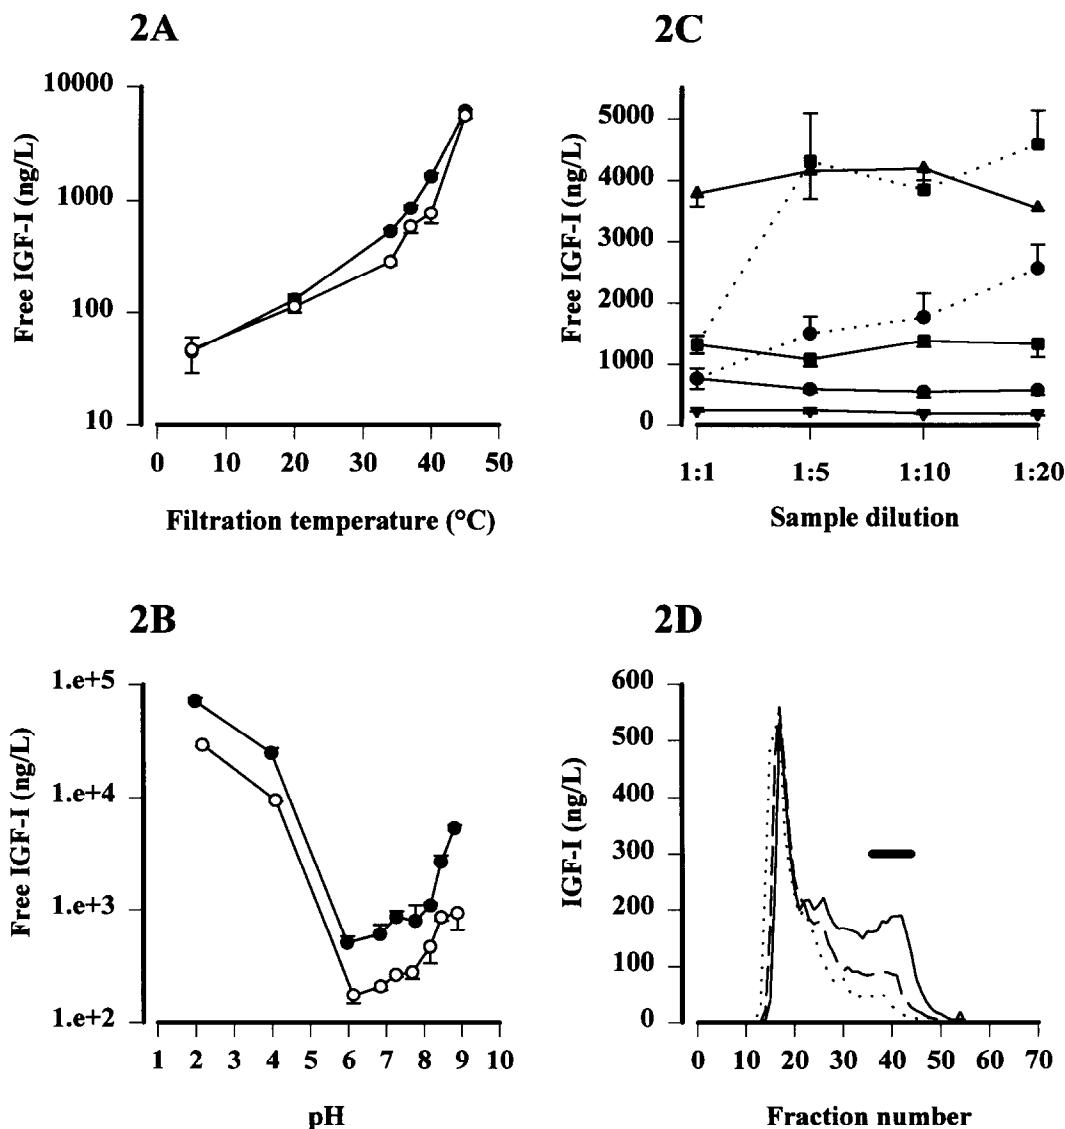 2A
10000
1000
100
10
Free IGF-I (ng/L)
0 10 20 30 40 50
Filtration temperature (°C)
2C
5000
4000
3000
2000
1000
0
Free IGF-I (ng/L)
1:1 1:5 1:10 1:20
Sample dilution
2B
1.e+5
1.e+4
1.e+3
1.e+2
Free IGF-I (ng/L)
1 2 3 4 5 6 7 8 9 10
pH
2D
600
500
400
300
200
100
0
IGF-I (ng/L)
0 10 20 30 40 50 60 70
Fraction number